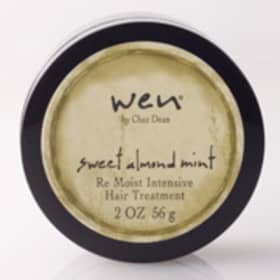 wen®
by Chaz Dean
sweet almond mint
Re Moist Intensive
Hair Treatment
2 OZ 56 g